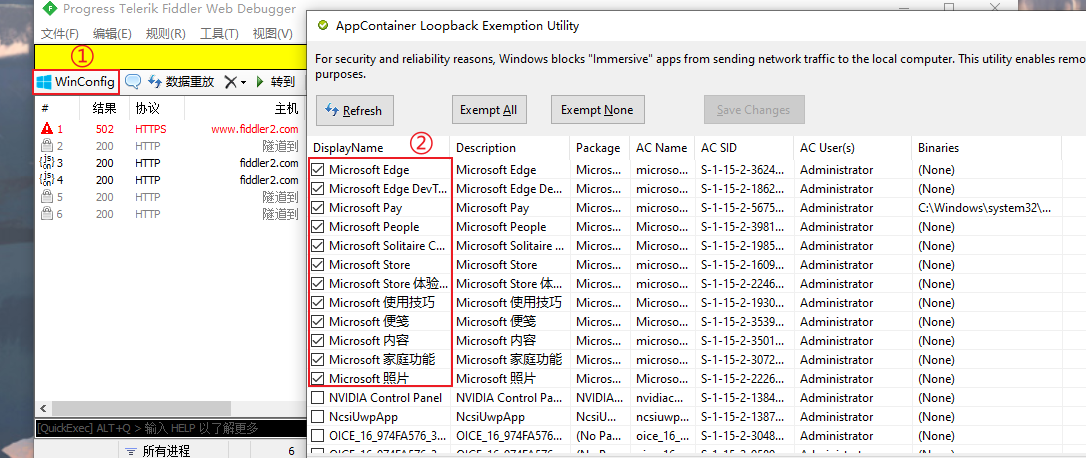 Progress Telerik Fiddler Web Debugger
文件(F) 编辑(E) 规则(R) 工具(T) 视图(V)
①
WinConfig 数据重放 转到
# 结果 协议 主机
1 502 HTTPS www.fiddler2.com
2 200 HTTP 隧道到
3 200 HTTP fiddler2.com
4 200 HTTP fiddler2.com
5 200 HTTP 隧道到
6 200 HTTP 隧道到
[QuickExec] ALT+Q > 输入 HELP 以了解更多
所有进程 6
AppContainer Loopback Exemption Utility
For security and reliability reasons, Windows blocks "Immersive" apps from sending network traffic to the local computer. This utility enables remo
purposes.
Refresh Exempt All Exempt None Save Changes
②
DisplayName Description Package AC Name AC SID AC User(s) Binaries
Microsoft Edge Microsoft Edge Micros... microso... S-1-15-2-3624... Administrator (None)
Microsoft Edge DevT... Microsoft Edge De... Micros... microso... S-1-15-2-1862... Administrator (None)
Microsoft Pay Microsoft Pay Micros... microso... S-1-15-2-5675... Administrator C:\Windows\system32\...
Microsoft People Microsoft People Micros... microso... S-1-15-2-3981... Administrator (None)
Microsoft Solitaire C... Microsoft Solitaire ... Micros... microso... S-1-15-2-1985... Administrator (None)
Microsoft Store Microsoft Store Micros... microso... S-1-15-2-1609... Administrator (None)
Microsoft Store 体验... Microsoft Store 体... Micros... microso... S-1-15-2-2246... Administrator (None)
Microsoft 使用技巧 Microsoft 使用技巧 Micros... microso... S-1-15-2-1930... Administrator (None)
Microsoft 便笺 Microsoft 便笺 Micros... microso... S-1-15-2-3539... Administrator (None)
Microsoft 内容 Microsoft 内容 Micros... microso... S-1-15-2-3501... Administrator (None)
Microsoft 家庭功能 Microsoft 家庭功能 Micros... microso... S-1-15-2-3072... Administrator (None)
Microsoft 照片 Microsoft 照片 Micros... microso... S-1-15-2-2226... Administrator (None)
NVIDIA Control Panel NVIDIA Control Pa... NVIDIA... nvidiac... S-1-15-2-1384... Administrator (None)
NcsiUwpApp NcsiUwpApp NcsiU... ncsiuwp... S-1-15-2-1387... Administrator (None)
OICE_16_974FA576_3... OICE_16_974FA576... (No Pa... oice_16_... S-1-15-2-3048... Administrator (None)